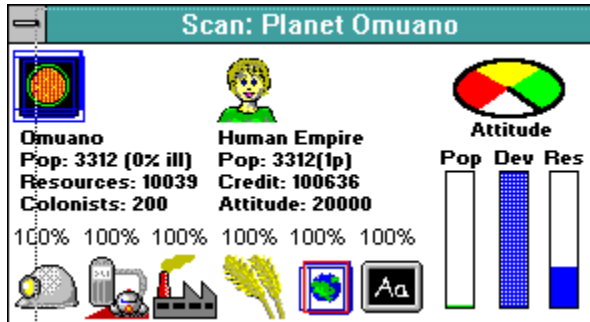 Scan: Planet Omuano
Omuano
Pop: 3312 (0% ill)
Resources: 10039
Colonists: 200
Human Empire
Pop: 3312(1p)
Credit: 100636
Attitude: 20000
Attitude
Pop Dev Res
100% 100% 100% 100% 100% 100%
Aa